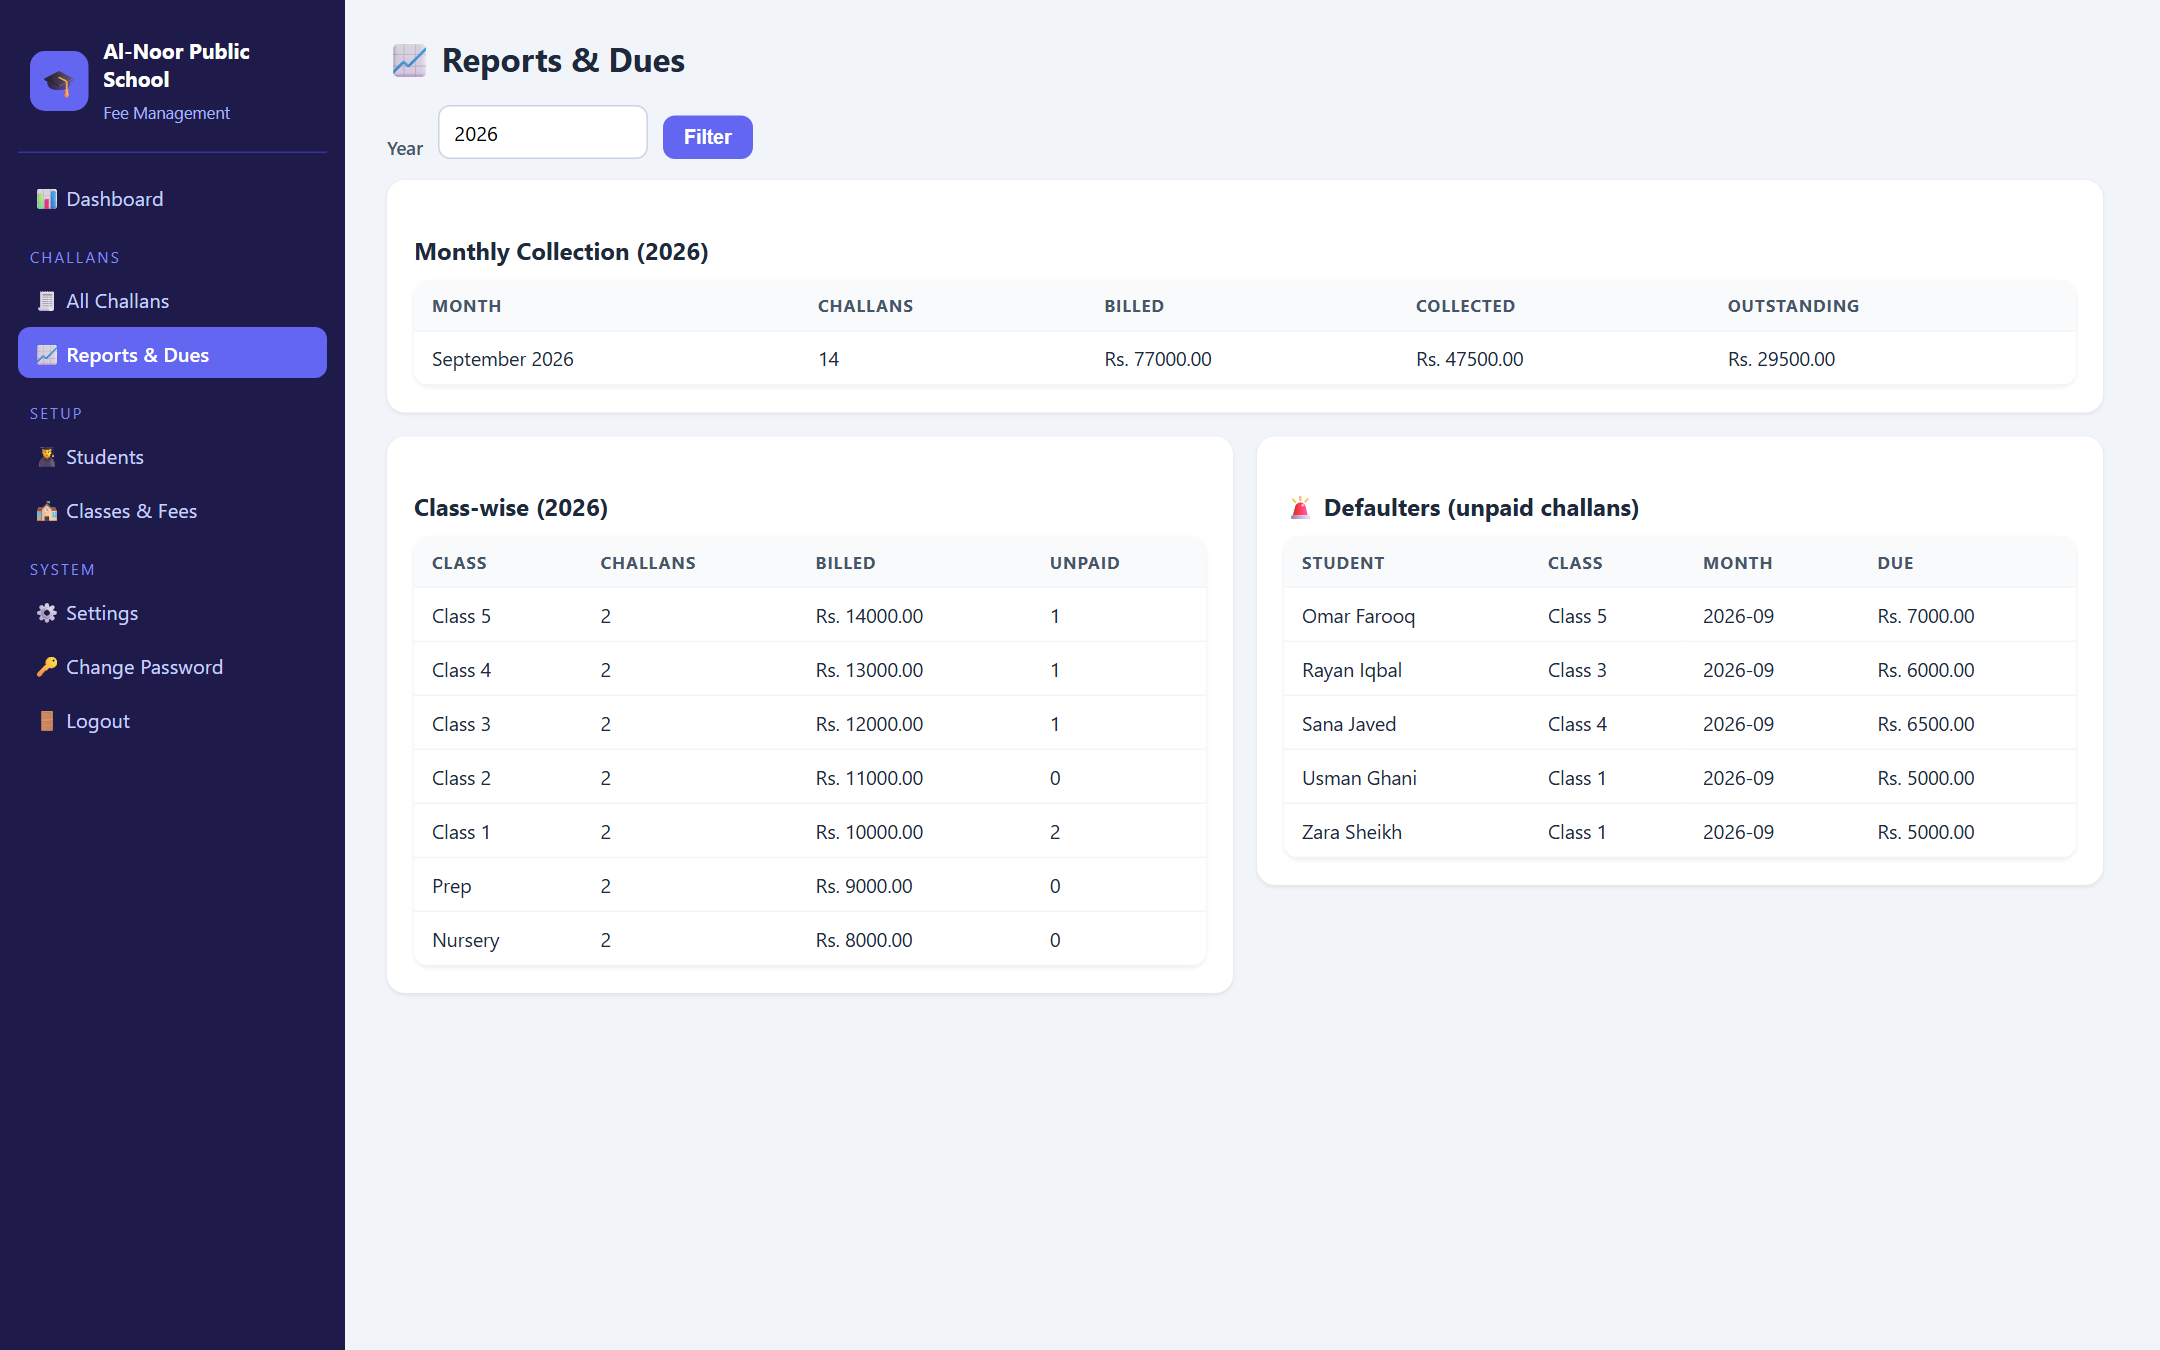 Al-Noor Public
School
Fee Management
Dashboard
CHALLANS
All Challans
Reports & Dues
SETUP
Students
Classes & Fees
SYSTEM
Settings
Change Password
Logout
Reports & Dues
Year 2026 Filter
Monthly Collection (2026)
MONTH CHALLANS BILLED COLLECTED OUTSTANDING
September 2026 14 Rs. 77000.00 Rs. 47500.00 Rs. 29500.00
Class-wise (2026)
CLASS CHALLANS BILLED UNPAID
Class 5 2 Rs. 14000.00 1
Class 4 2 Rs. 13000.00 1
Class 3 2 Rs. 12000.00 1
Class 2 2 Rs. 11000.00 0
Class 1 2 Rs. 10000.00 2
Prep 2 Rs. 9000.00 0
Nursery 2 Rs. 8000.00 0
Defaulters (unpaid challans)
STUDENT CLASS MONTH DUE
Omar Farooq Class 5 2026-09 Rs. 7000.00
Rayan Iqbal Class 3 2026-09 Rs. 6000.00
Sana Javed Class 4 2026-09 Rs. 6500.00
Usman Ghani Class 1 2026-09 Rs. 5000.00
Zara Sheikh Class 1 2026-09 Rs. 5000.00